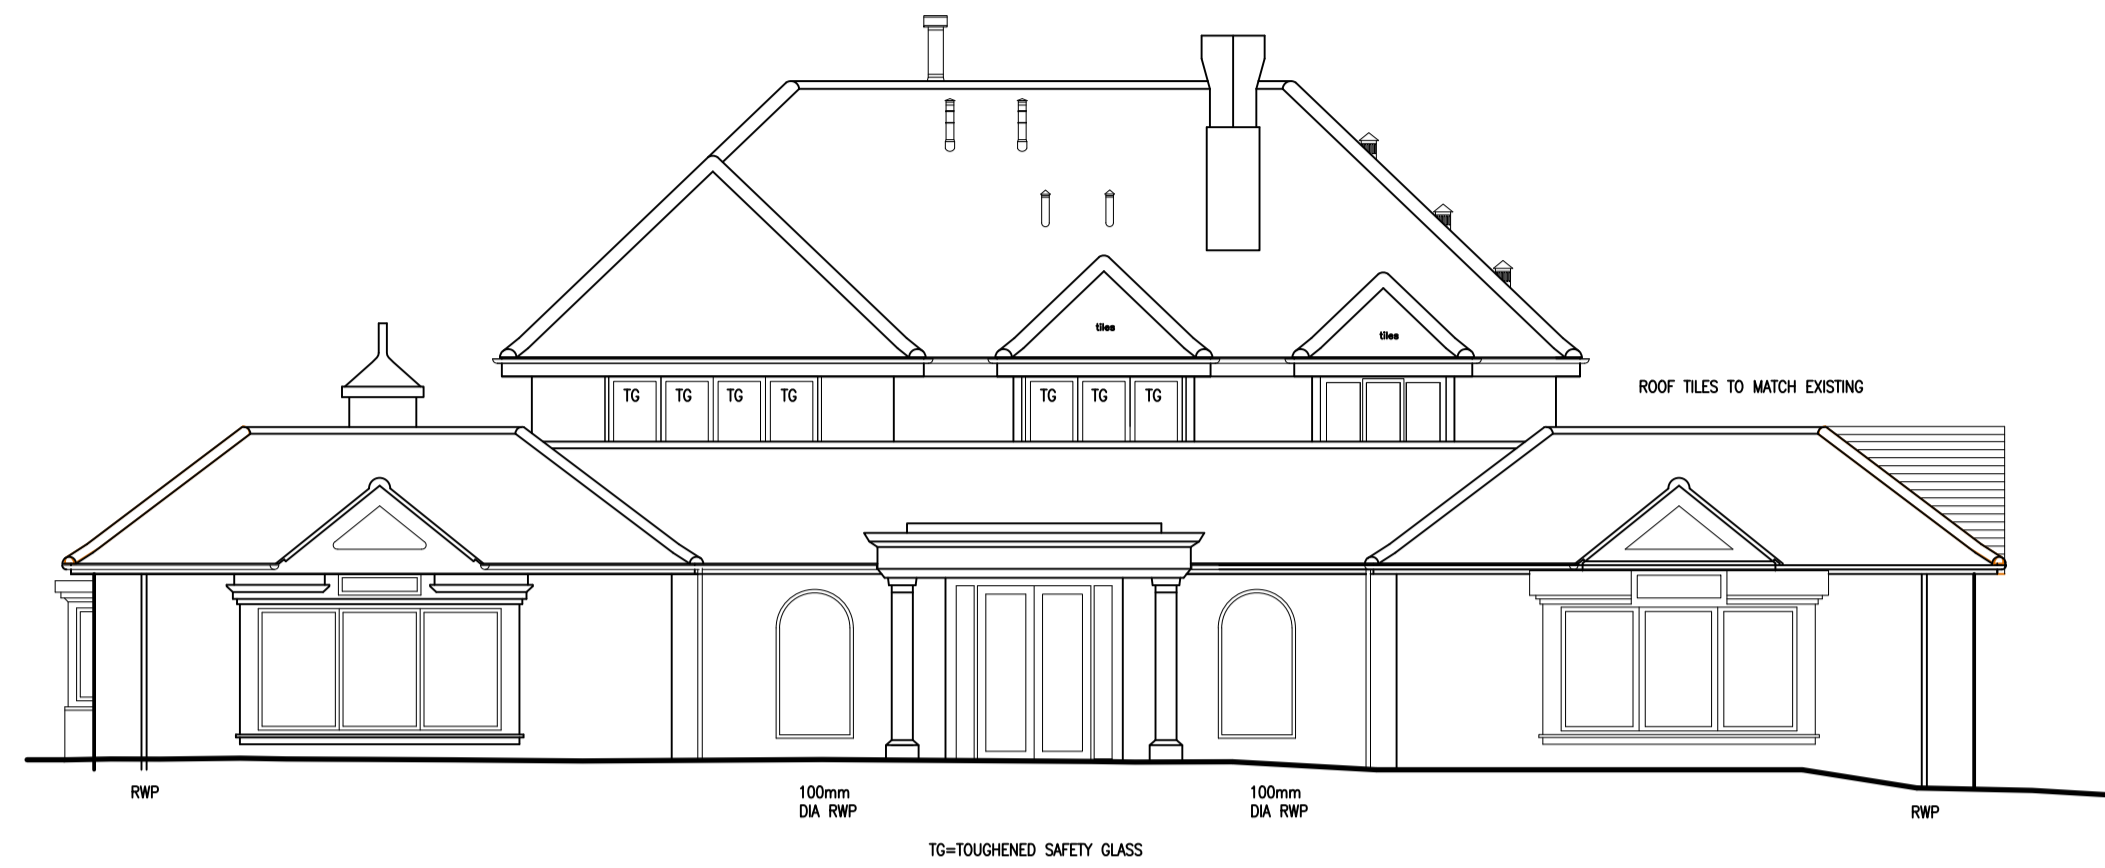 tiles
tiles
ROOF TILES TO MATCH EXISTING
TG TG TG TG TG TG TG
RWP
100mm
DIA RWP
100mm
DIA RWP
RWP
TG=TOUGHENED SAFETY GLASS